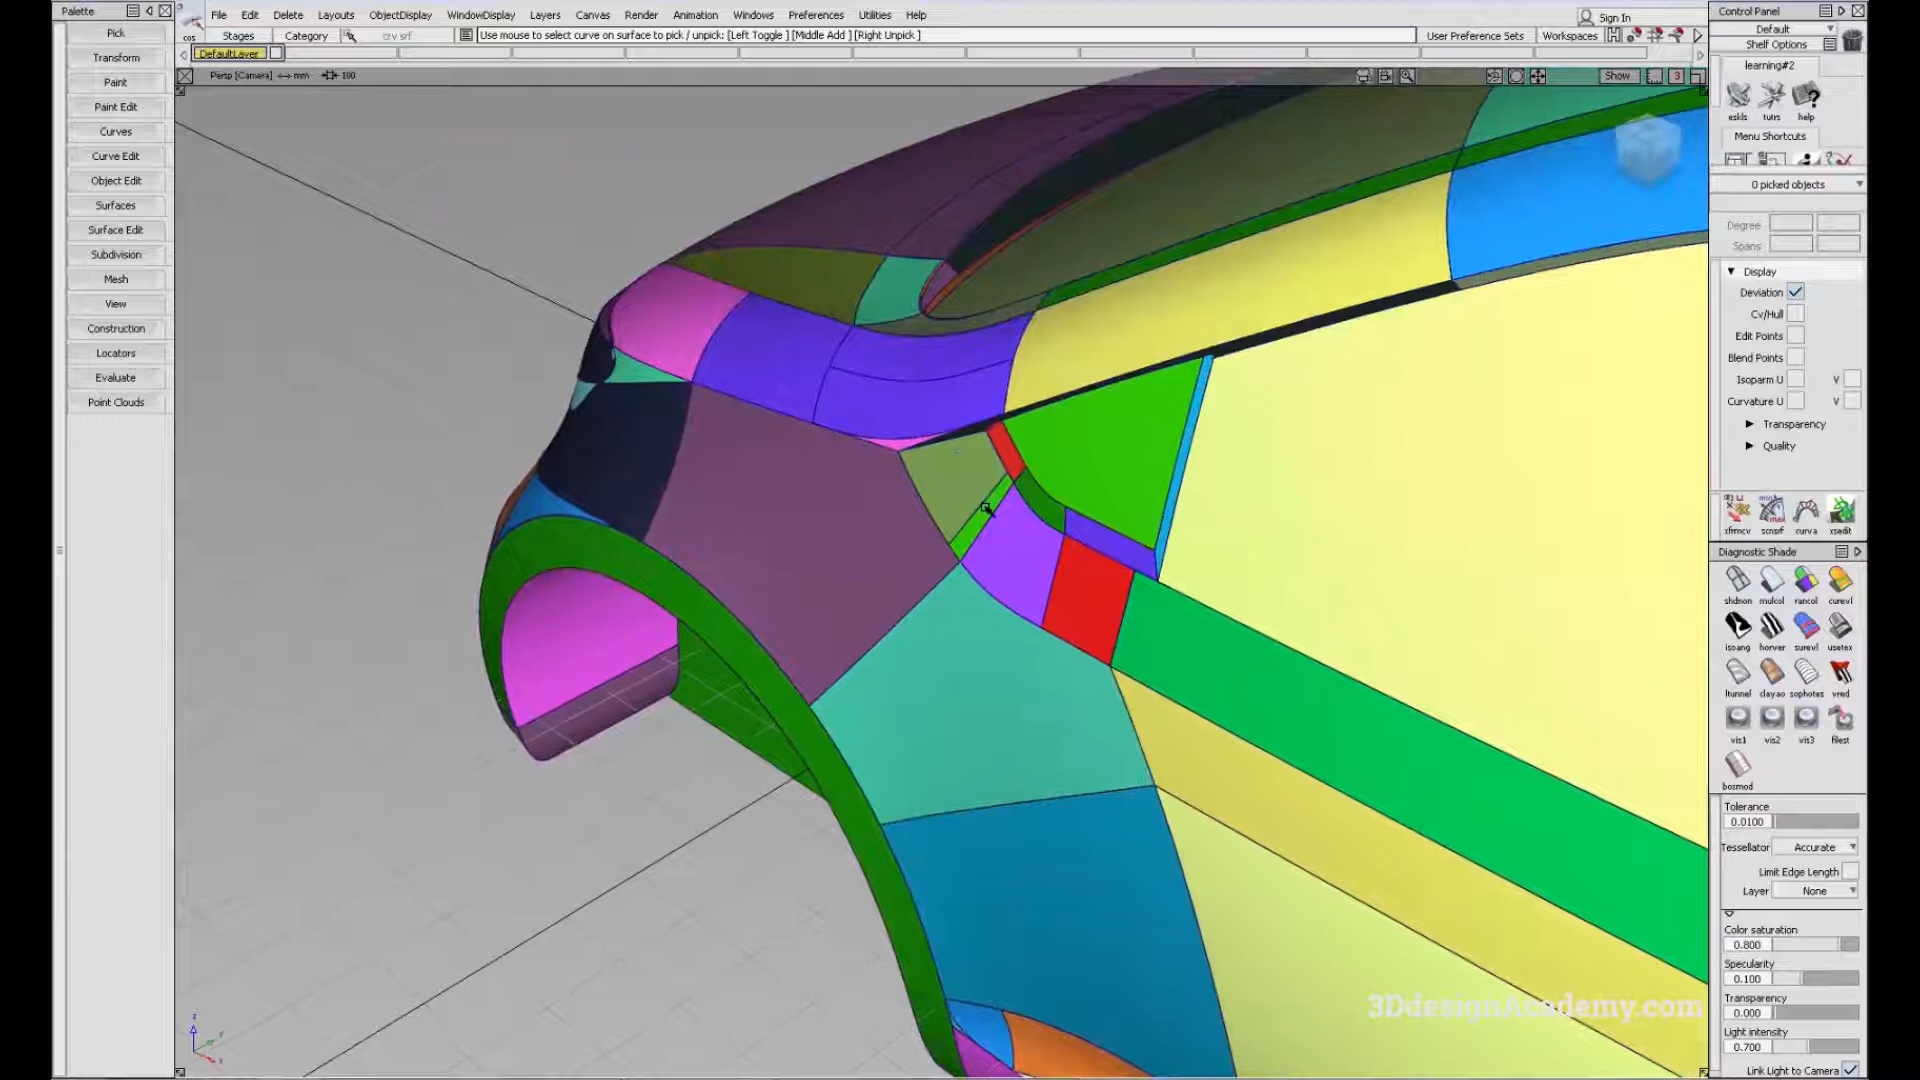 Palette
Pick
Transform
Paint
Paint Edit
Curves
Curve Edit
Object Edit
Surfaces
Surface Edit
Subdivision
Mesh
View
Construction
Locators
Evaluate
Point Clouds
File Edit Delete Layouts ObjectDisplay WindowDisplay Layers Canvas Render Animation Windows Preferences Utilities Help
Sign In
cos Stages Category crv srf
Use mouse to select curve on surface to pick / unpick: [Left Toggle ] [Middle Add ] [Right Unpick ]
User Preference Sets Workspaces
DefaultLayer
Persp [Camera] mm 100
Show 3
z
y
x
3DdesignAcademy.com
Control Panel
Default
Shelf Options
learning#2
eskls tutrs help
Menu Shortcuts
0 picked objects
Degree
Spans
Display
Deviation
Cv/Hull
Edit Points
Blend Points
Isoparm U V
Curvature U V
Transparency
Quality
xfrmcv scnsrf curva xsedit
Diagnostic Shade
shdnon mulcol rancol curevl
isoang horver surevl usetex
ltunnel clayao sophotes vred
vis1 vis2 vis3 filest
boxmod
Tolerance
0.0100
Tessellator Accurate
Limit Edge Length
Layer None
Color saturation
0.800
Specularity
0.100
Transparency
0.000
Light intensity
0.700
Link Light to Camera